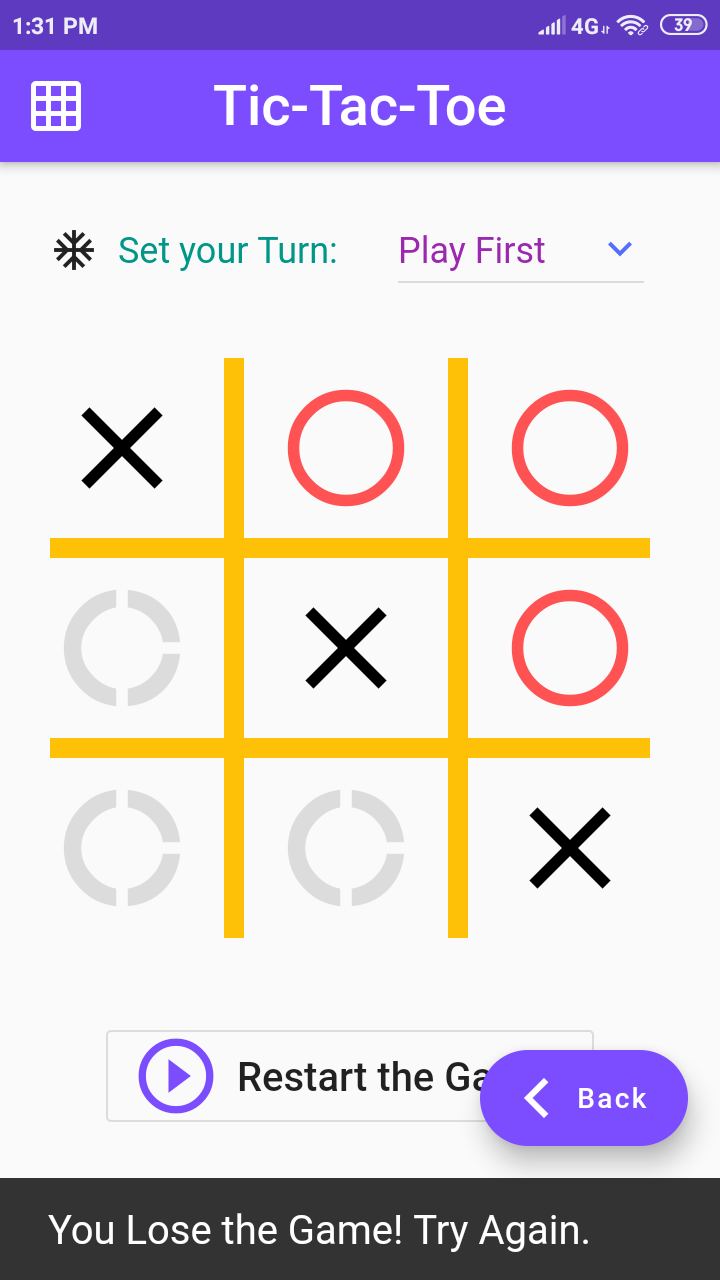 1:31 PM 4G 39
Tic-Tac-Toe
Set your Turn: Play First
Restart the Ga
Back
You Lose the Game! Try Again.